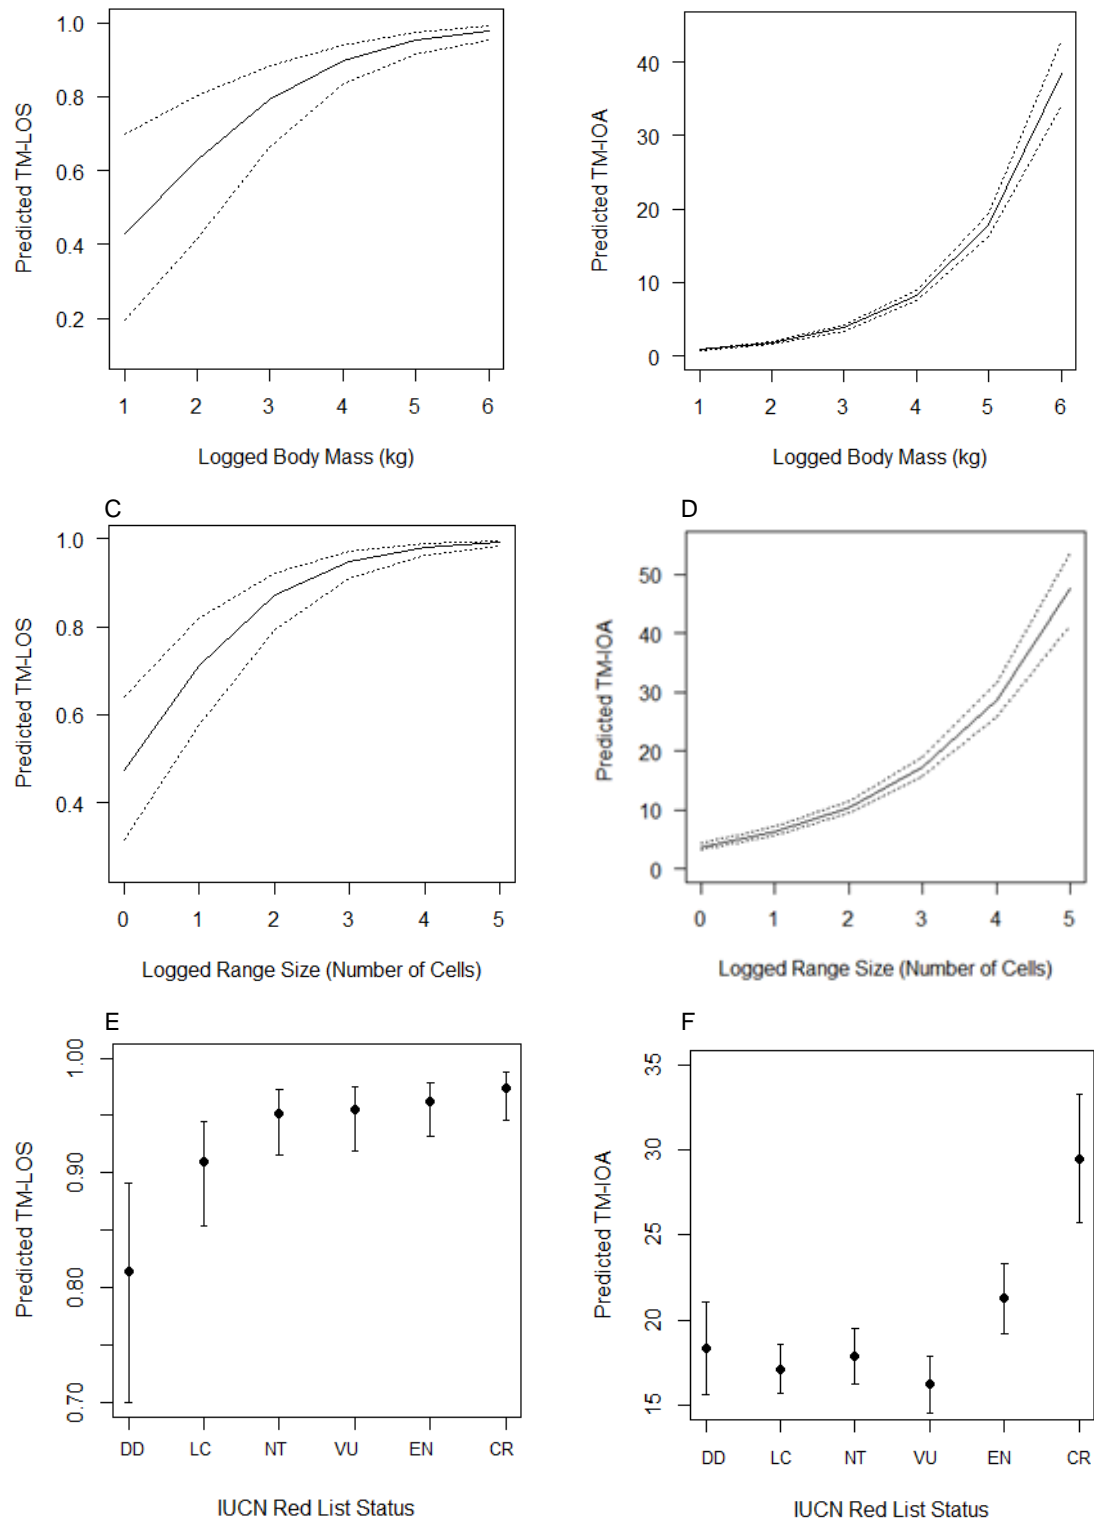 1.0
0.8
0.6
0.4
0.2
Predicted TM-LOS
1 2 3 4 5 6
Logged Body Mass (kg)
40
30
20
10
0
Predicted TM-IOA
1 2 3 4 5 6
Logged Body Mass (kg)
C
1.0
0.8
0.6
0.4
Predicted TM-LOS
0 1 2 3 4 5
Logged Range Size (Number of Cells)
D
50
40
30
20
10
0
Predicted TM-IOA
0 1 2 3 4 5
Logged Range Size (Number of Cells)
E
1.00
0.90
0.80
0.70
Predicted TM-LOS
DD LC NT VU EN CR
IUCN Red List Status
F
35
30
25
20
15
Predicted TM-IOA
DD LC NT VU EN CR
IUCN Red List Status